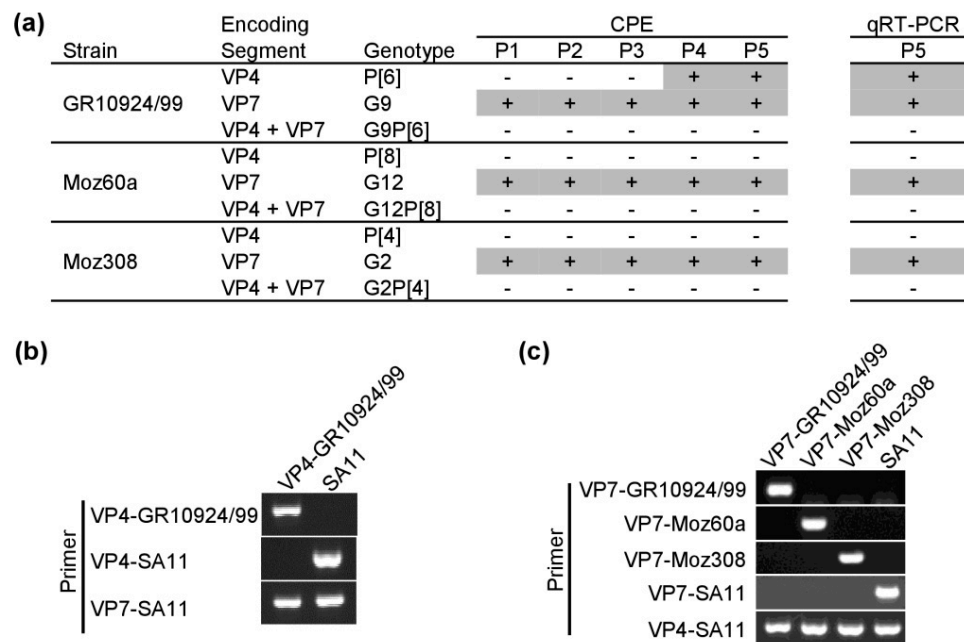 (a)
Encoding CPE qRT-PCR
Strain Segment Genotype P1 P2 P3 P4 P5 P5
VP4 P[6] - - - + + +
GR10924/99 VP7 G9 + + + + + +
VP4 + VP7 G9P[6] - - - - - -
VP4 P[8] - - - - - -
Moz60a VP7 G12 + + + + + +
VP4 + VP7 G12P[8] - - - - - -
VP4 P[4] - - - - - -
Moz308 VP7 G2 + + + + + +
VP4 + VP7 G2P[4] - - - - - -
(b)
VP4-GR10924/99
SA11
Primer
VP4-GR10924/99
VP4-SA11
VP7-SA11
(c)
VP7-GR10924/99
VP7-Moz60a
VP7-Moz308
SA11
Primer
VP7-GR10924/99
VP7-Moz60a
VP7-Moz308
VP7-SA11
VP4-SA11